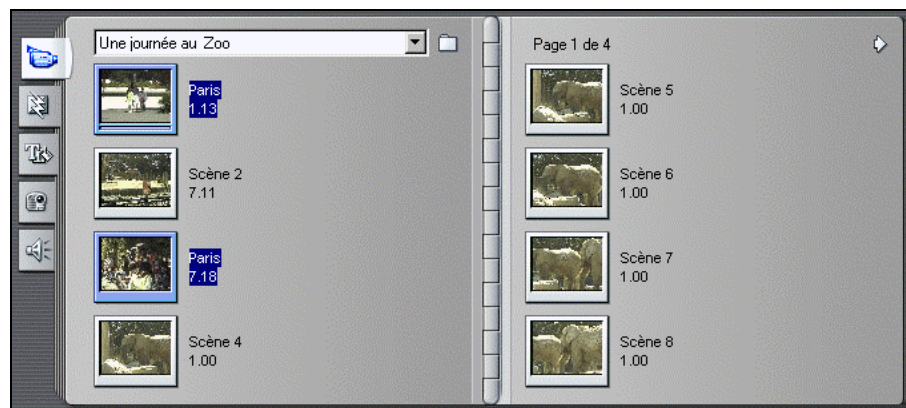 Une journée au Zoo
Paris
1.13
Scène 2
7.11
Paris
7.18
Scène 4
1.00
Page 1 de 4
Scène 5
1.00
Scène 6
1.00
Scène 7
1.00
Scène 8
1.00